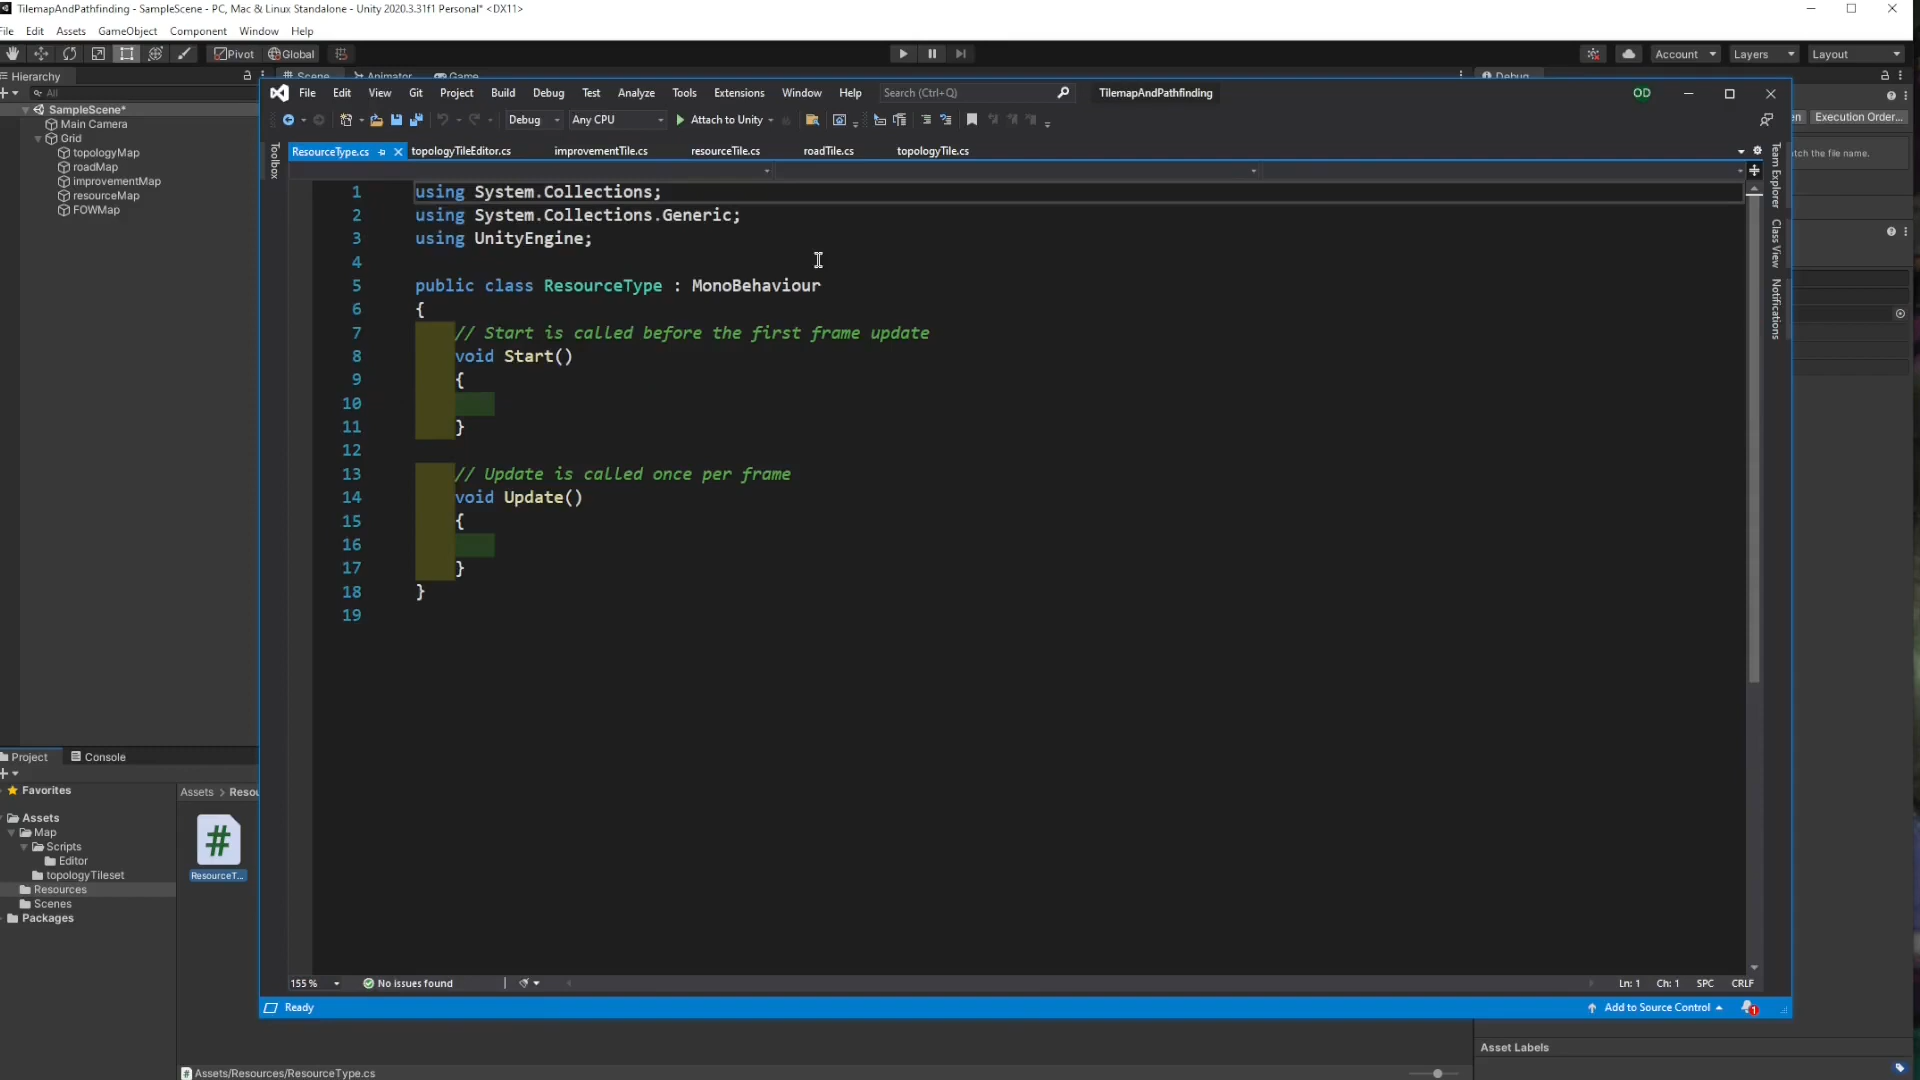 TilemapAndPathfinding - SampleScene - PC, Mac & Linux Standalone - Unity 2020.3.31f1 Personal* <DX11>
File Edit Assets GameObject Component Window Help
Pivot Global Account Layers Layout
Hierarchy
All
SampleScene*
Main Camera
Grid
topologyMap
roadMap
improvementMap
resourceMap
FOWMap
Scene Animator Game Debug
Execution Order...
tch the file name.
File Edit View Git Project Build Debug Test Analyze Tools Extensions Window Help Search (Ctrl+Q) TilemapAndPathfinding OD
Debug Any CPU Attach to Unity
Toolbox
ResourceType.cs topologyTileEditor.cs improvementTile.cs resourceTile.cs roadTile.cs topologyTile.cs
Team Explorer
Class View
Notifications
1 using System.Collections;
2 using System.Collections.Generic;
3 using UnityEngine;
4
5 public class ResourceType : MonoBehaviour
6 {
7 // Start is called before the first frame update
8 void Start()
9 {
10
11 }
12
13 // Update is called once per frame
14 void Update()
15 {
16
17 }
18 }
19
155 % No issues found Ln: 1 Ch: 1 SPC CRLF
Ready Add to Source Control 1
Project Console
Favorites
Assets
Map
Scripts
Editor
topologyTileset
Resources
Scenes
Packages
Assets > Resou
#
ResourceT...
Assets/Resources/ResourceType.cs
Asset Labels